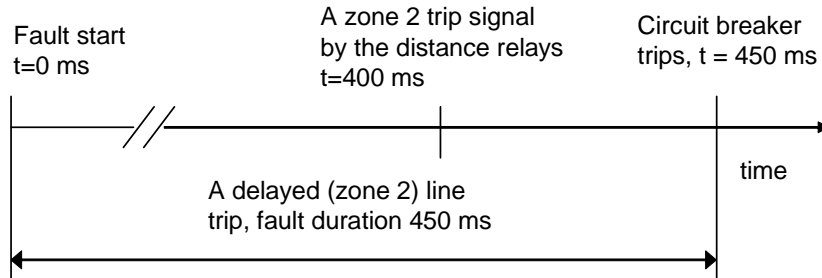 Fault start
t=0 ms
A zone 2 trip signal
by the distance relays
t=400 ms
Circuit breaker
trips, t = 450 ms
time
A delayed (zone 2) line
trip, fault duration 450 ms